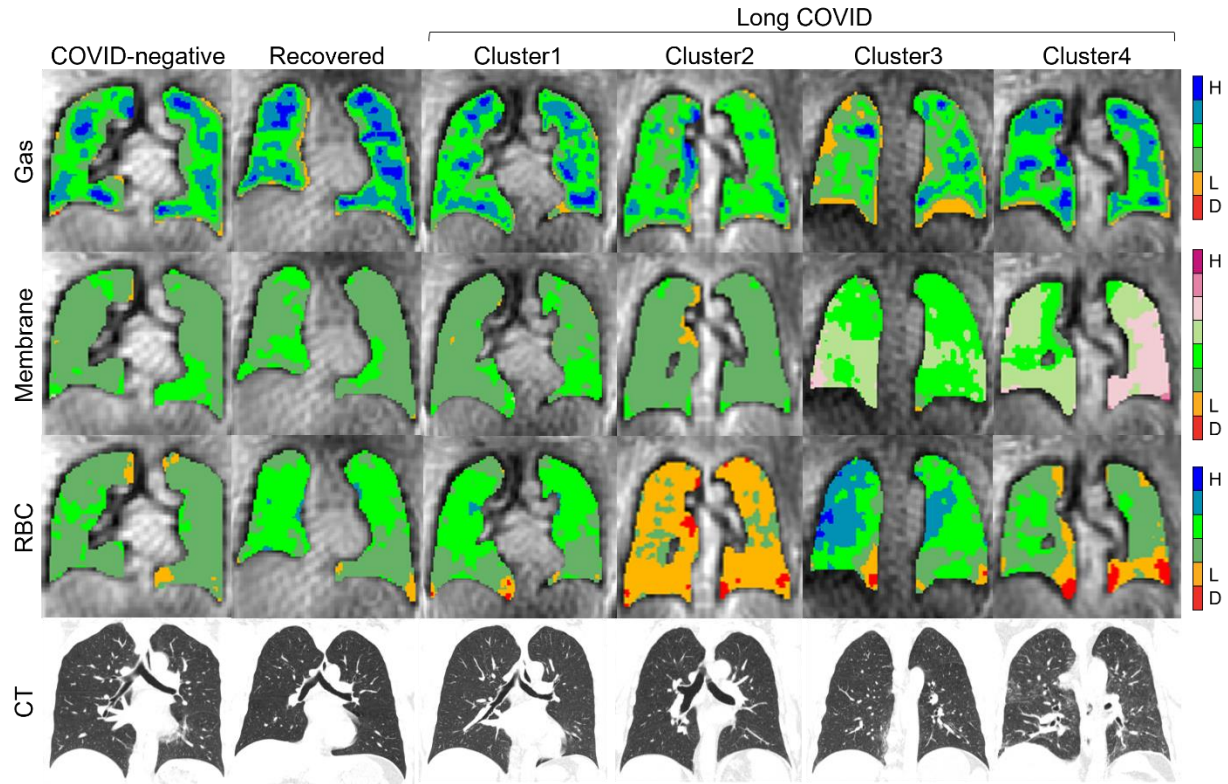 Long COVID
COVID-negative Recovered Cluster1 Cluster2 Cluster3 Cluster4
Gas
H
L
D
Membrane
H
L
D
RBC
H
L
D
CT